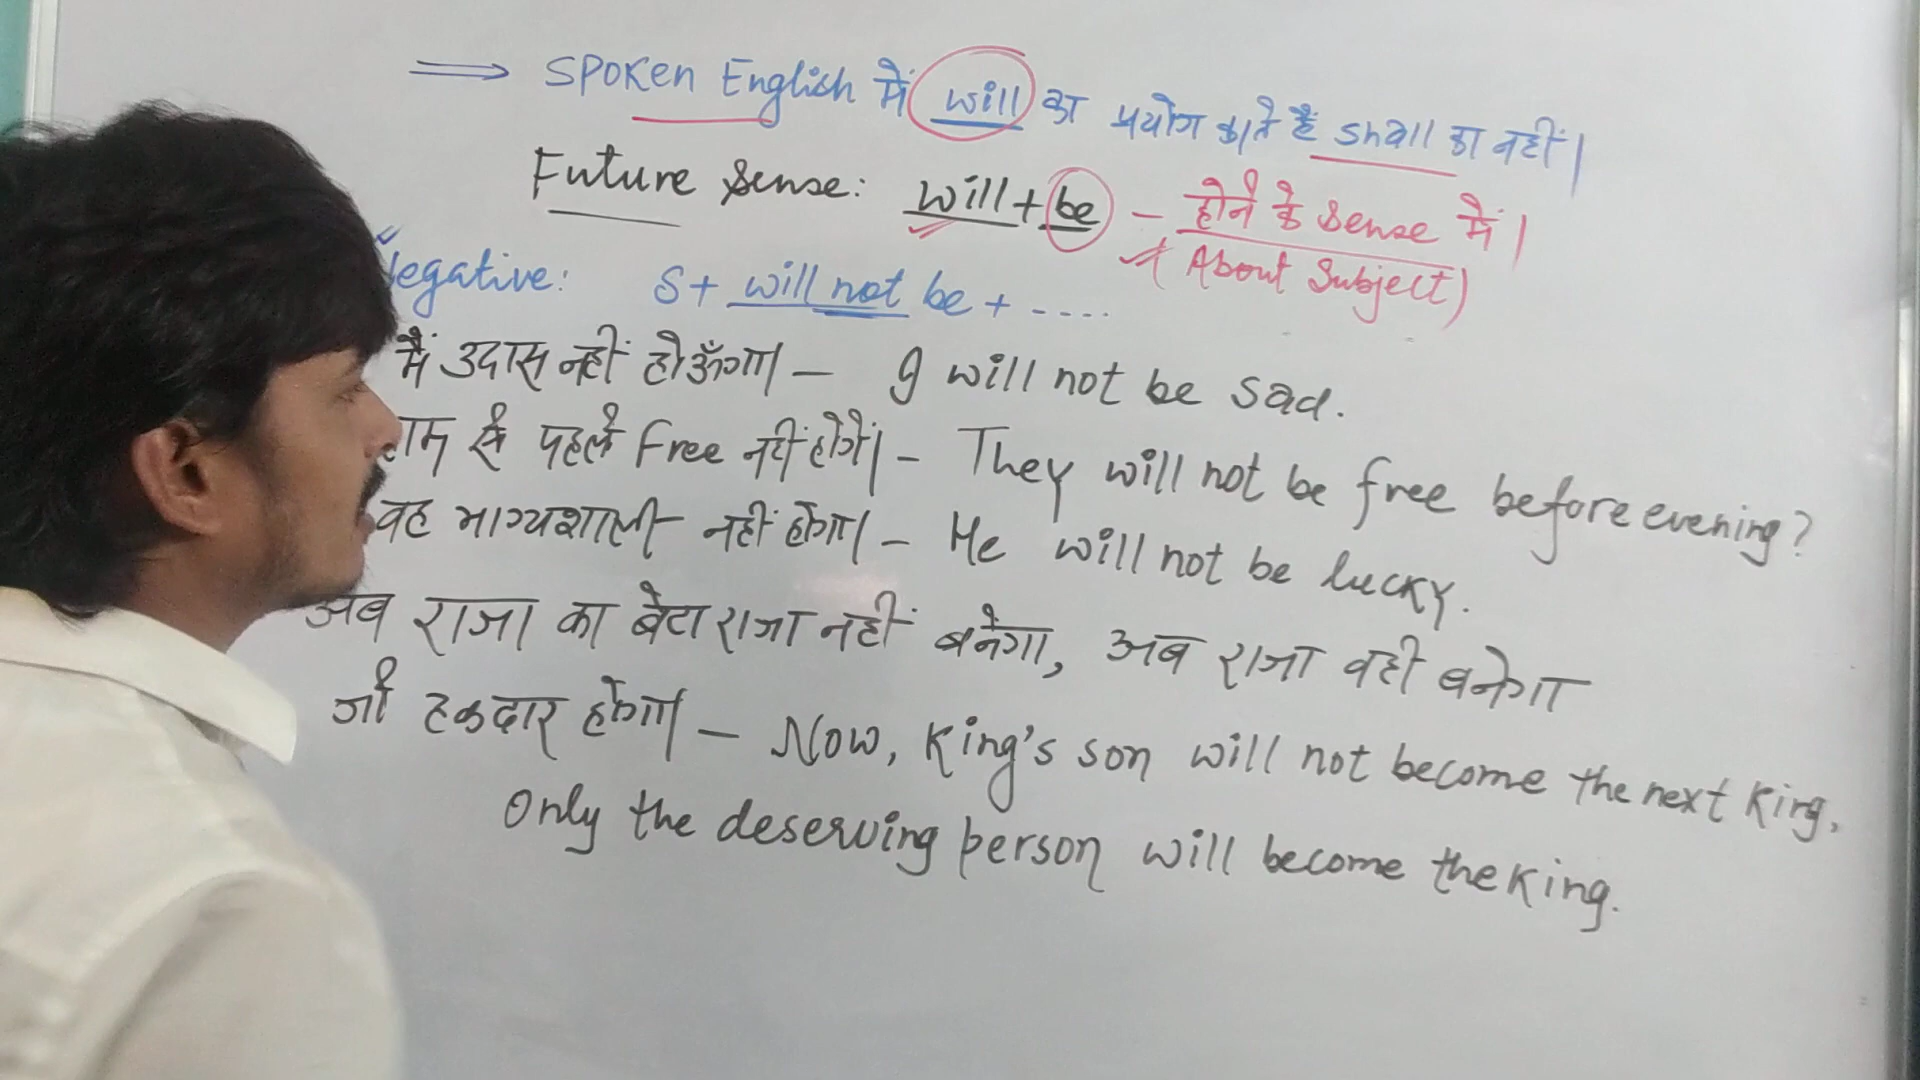 ⇒ Spoken English में will का प्रयोग करते हैं shall का नहीं।
Future Sense: will + be – होने के Sense में।
(About Subject)
Negative: S + will not be + ....
मैं उदास नहीं होऊँगा। – I will not be sad.
से पहले Free नहीं होंगे। – They will not be free before evening?
वह भाग्यशाली नहीं होगा। – He will not be lucky.
अब राजा का बेटा राजा नहीं बनेगा, अब राजा वही बनेगा
जो हकदार होगा। – Now, King's son will not become the next King,
Only the deserving person will become the King.